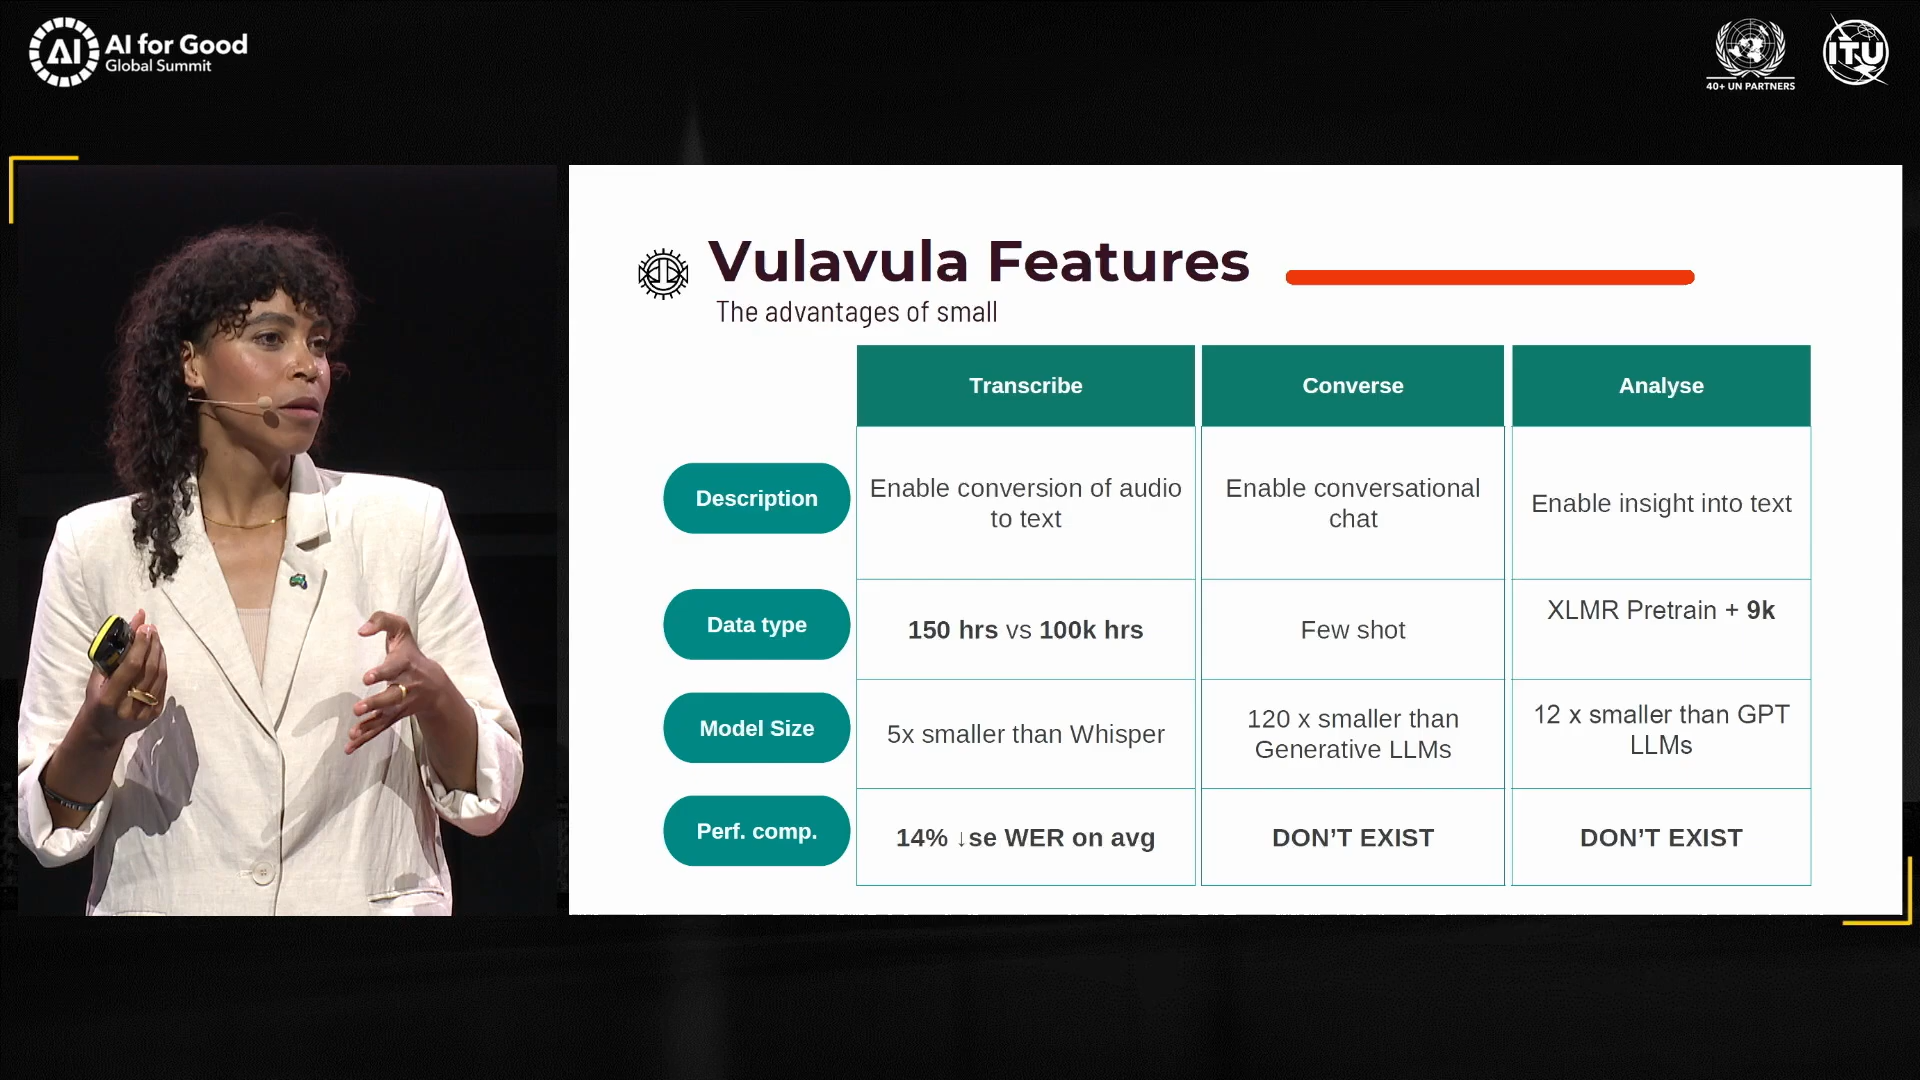 AI for Good
Global Summit
40+ UN PARTNERS
ITU
Vulavula Features
The advantages of small
Transcribe
Converse
Analyse
Description
Enable conversion of audio
to text
Enable conversational
chat
Enable insight into text
Data type
150 hrs vs 100k hrs
Few shot
XLMR Pretrain + 9k
Model Size
5x smaller than Whisper
120 x smaller than
Generative LLMs
12 x smaller than GPT
LLMs
Perf. comp.
14% ↓se WER on avg
DON’T EXIST
DON’T EXIST